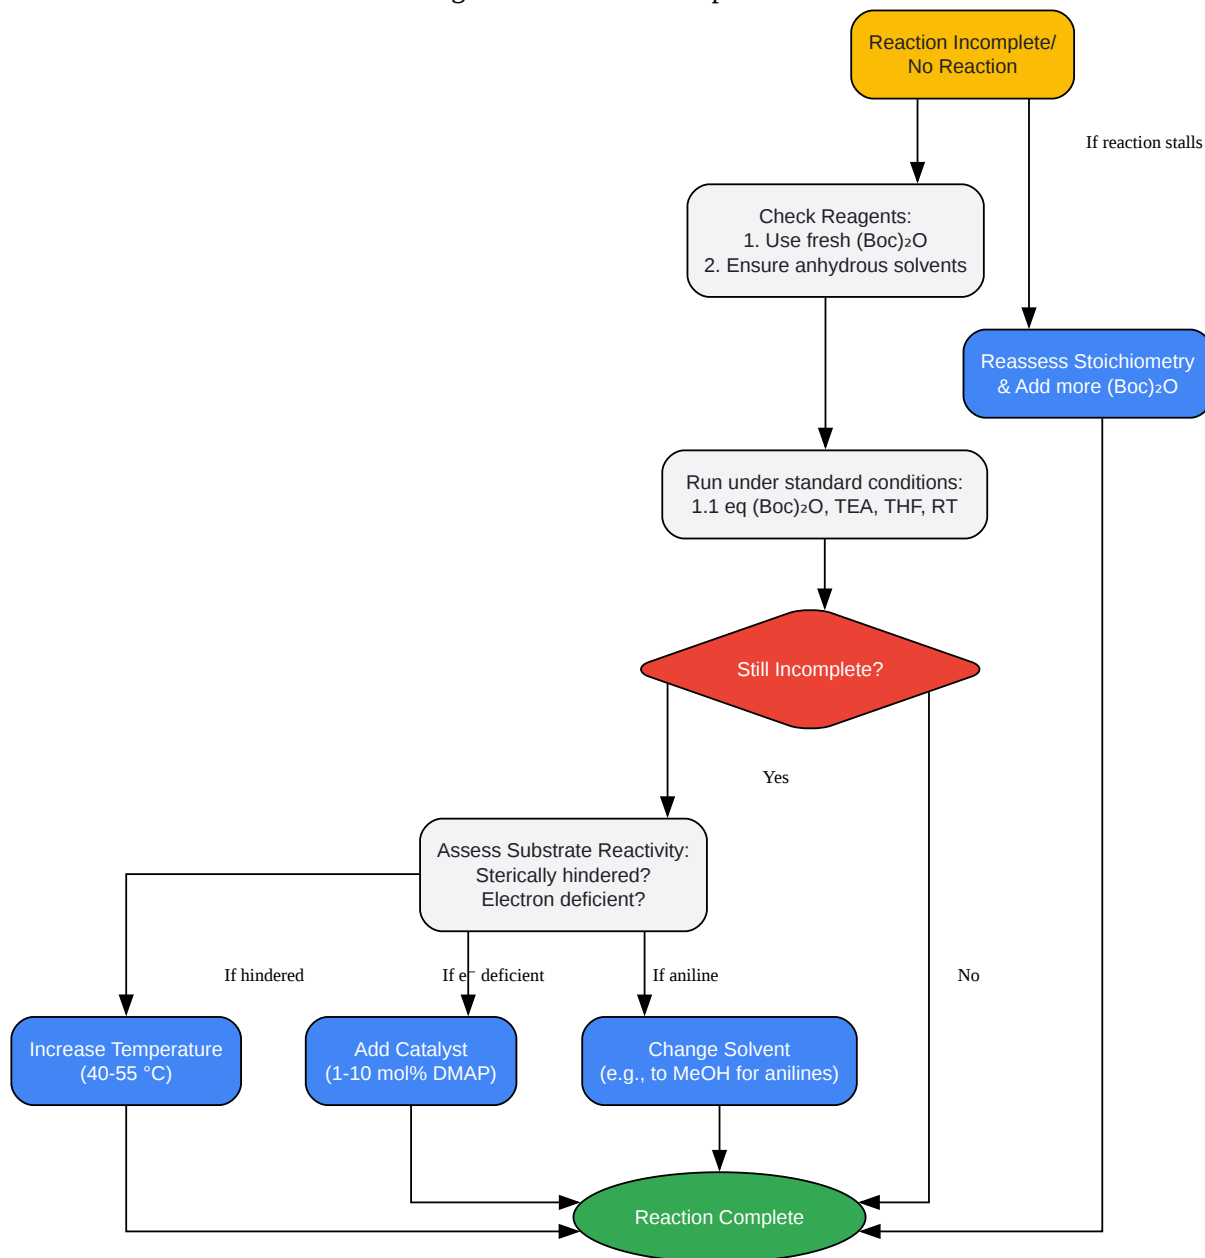 Reaction Incomplete/
No Reaction
If reaction stalls
Check Reagents:
1. Use fresh (Boc)₂O
2. Ensure anhydrous solvents
Reassess Stoichiometry
& Add more (Boc)₂O
Run under standard conditions:
1.1 eq (Boc)₂O, TEA, THF, RT
Still Incomplete?
Yes
Assess Substrate Reactivity:
Sterically hindered?
Electron deficient?
If hindered
If e⁻ deficient
If aniline
No
Increase Temperature
(40-55 °C)
Add Catalyst
(1-10 mol% DMAP)
Change Solvent
(e.g., to MeOH for anilines)
Reaction Complete